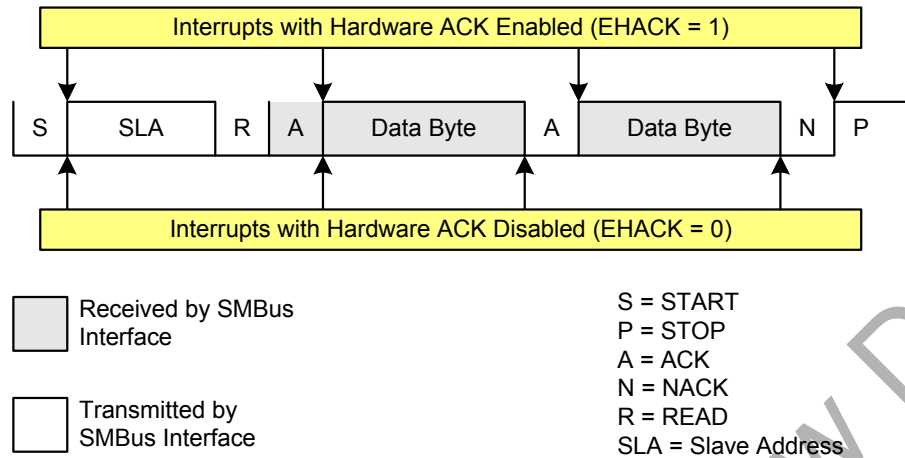 Interrupts with Hardware ACK Enabled (EHACK = 1)
S SLA R A Data Byte A Data Byte N P
Interrupts with Hardware ACK Disabled (EHACK = 0)
Received by SMBus
Interface
Transmitted by
SMBus Interface
S = START
P = STOP
A = ACK
N = NACK
R = READ
SLA = Slave Address